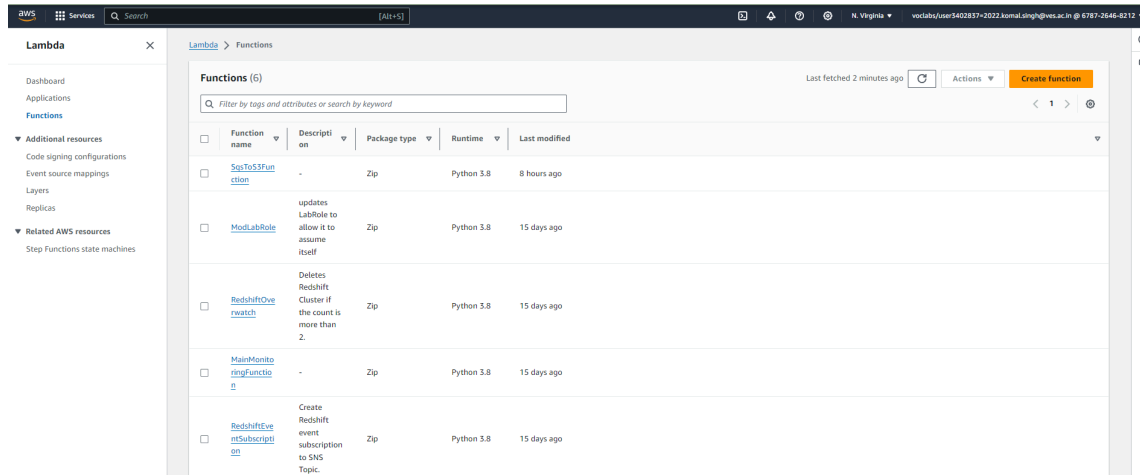 aws
Services
Search
[Alt+S]
N. Virginia
voclabs/user3402837=2022.komal.singh@ves.ac.in @ 6787-2646-8212
Lambda
Dashboard
Applications
Functions
Additional resources
Code signing configurations
Event source mappings
Layers
Replicas
Related AWS resources
Step Functions state machines
Lambda > Functions
Functions (6)
Last fetched 2 minutes ago
Actions
Create function
Filter by tags and attributes or search by keyword
1
Function
name
Descripti
on
Package type
Runtime
Last modified
SqsToS3Fun
ction
-
Zip
Python 3.8
8 hours ago
ModLabRole
updates
LabRole to
allow it to
assume
itself
Zip
Python 3.8
15 days ago
RedshiftOve
rwatch
Deletes
Redshift
Cluster if
the count is
more than
2.
Zip
Python 3.8
15 days ago
MainMonito
ringFunctio
n
-
Zip
Python 3.8
15 days ago
RedshiftEve
ntSubscripti
on
Create
Redshift
event
subscription
to SNS
Topic.
Zip
Python 3.8
15 days ago